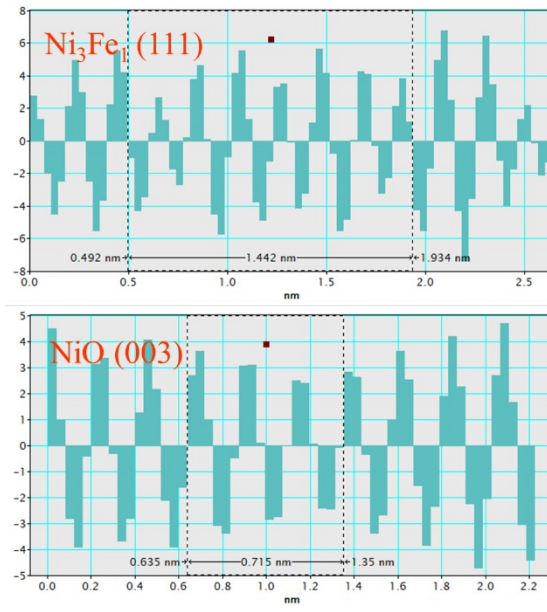 Ni₃Fe₁ (111)
8
6
4
2
0
−2
−4
−6
−8
0.492 nm
1.442 nm
1.934 nm
0.0 0.5 1.0 1.5 2.0 2.5
nm
NiO (003)
5
4
3
2
1
0
−1
−2
−3
−4
−5
0.635 nm
0.715 nm
1.35 nm
0.0 0.2 0.4 0.6 0.8 1.0 1.2 1.4 1.6 1.8 2.0 2.2
nm